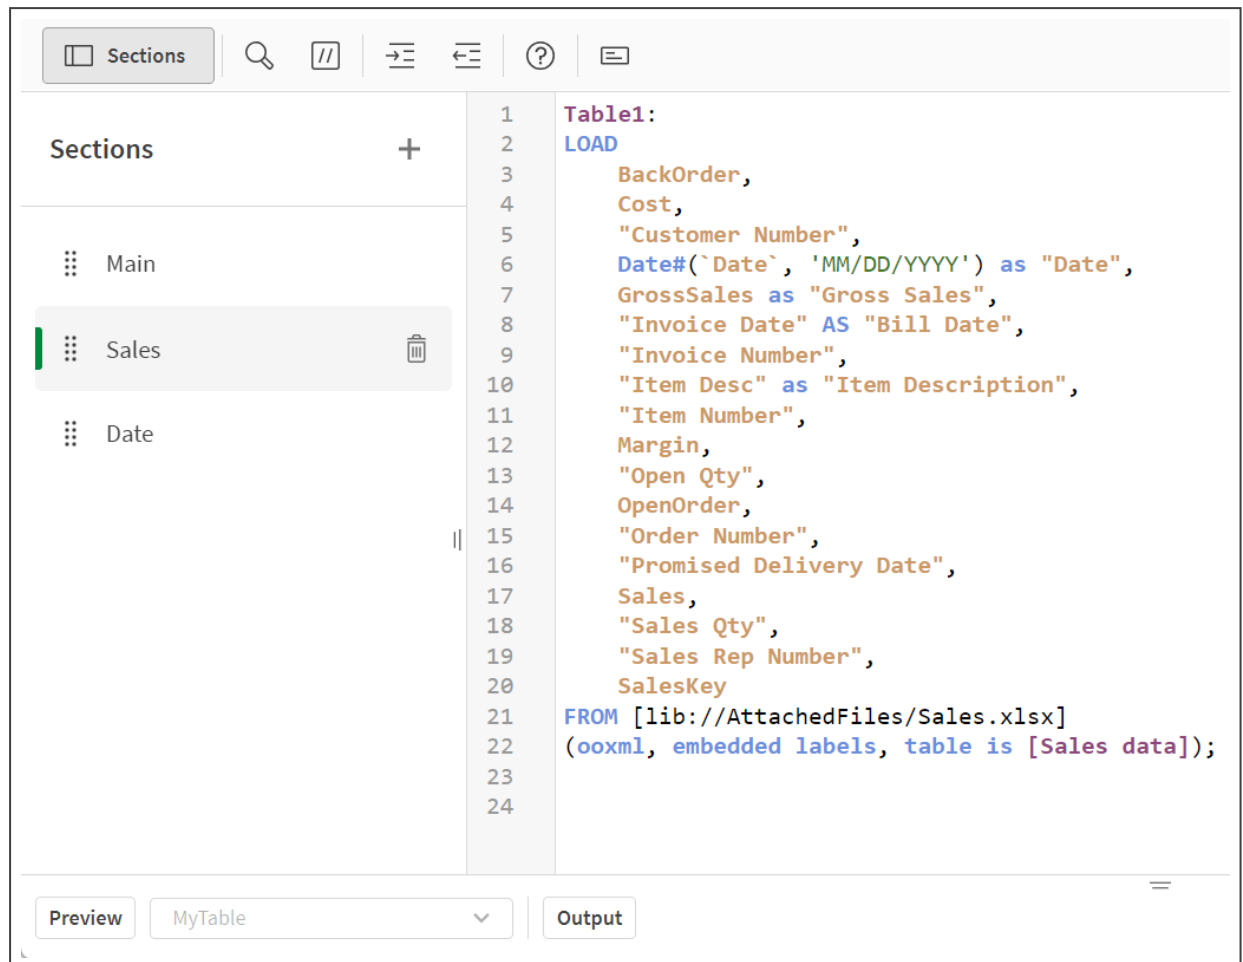 Sections
Sections
Main
Sales
Date
1 Table1:
2 LOAD
3     BackOrder,
4     Cost,
5     "Customer Number",
6     Date#(`Date`, 'MM/DD/YYYY') as "Date",
7     GrossSales as "Gross Sales",
8     "Invoice Date" AS "Bill Date",
9     "Invoice Number",
10     "Item Desc" as "Item Description",
11     "Item Number",
12     Margin,
13     "Open Qty",
14     OpenOrder,
15     "Order Number",
16     "Promised Delivery Date",
17     Sales,
18     "Sales Qty",
19     "Sales Rep Number",
20     SalesKey
21 FROM [lib://AttachedFiles/Sales.xlsx]
22 (ooxml, embedded labels, table is [Sales data]);
23
24
Preview MyTable Output